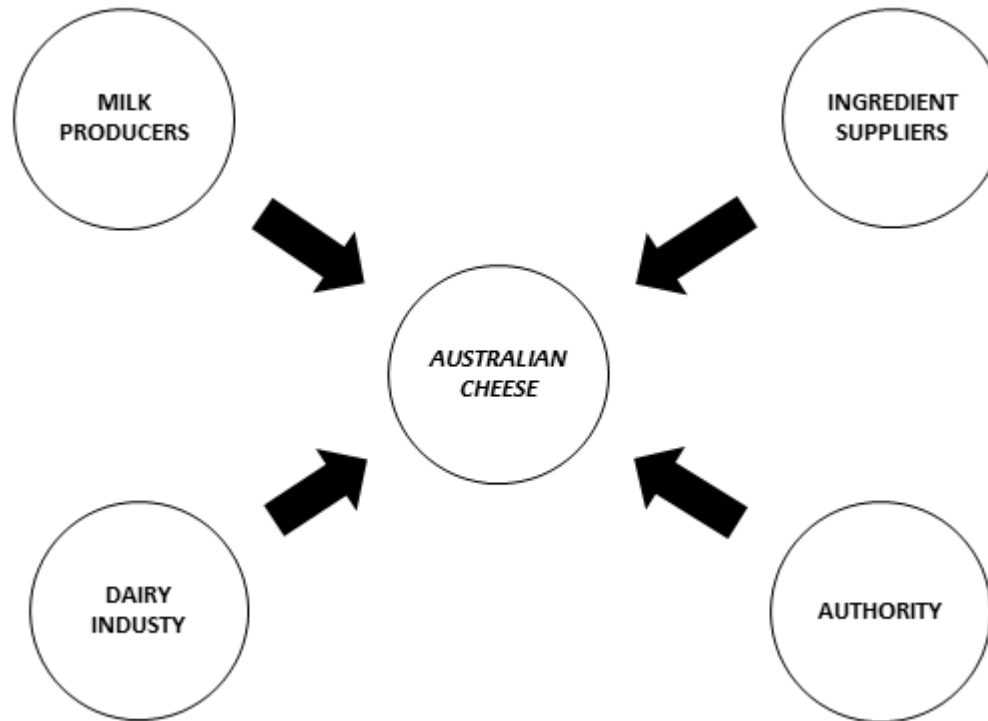 MILK
PRODUCERS
INGREDIENT
SUPPLIERS
AUSTRALIAN
CHEESE
DAIRY
INDUSTY
AUTHORITY